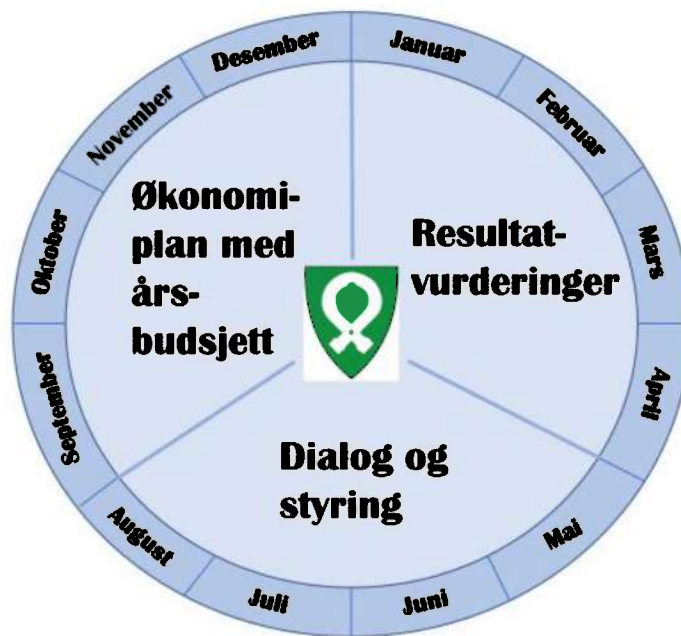 Januar
Februar
Mars
April
Mai
Juni
Juli
August
September
Oktober
November
Desember
Økonomi-
plan med
års-
budsjett
Resultat-
vurderinger
Dialog og
styring